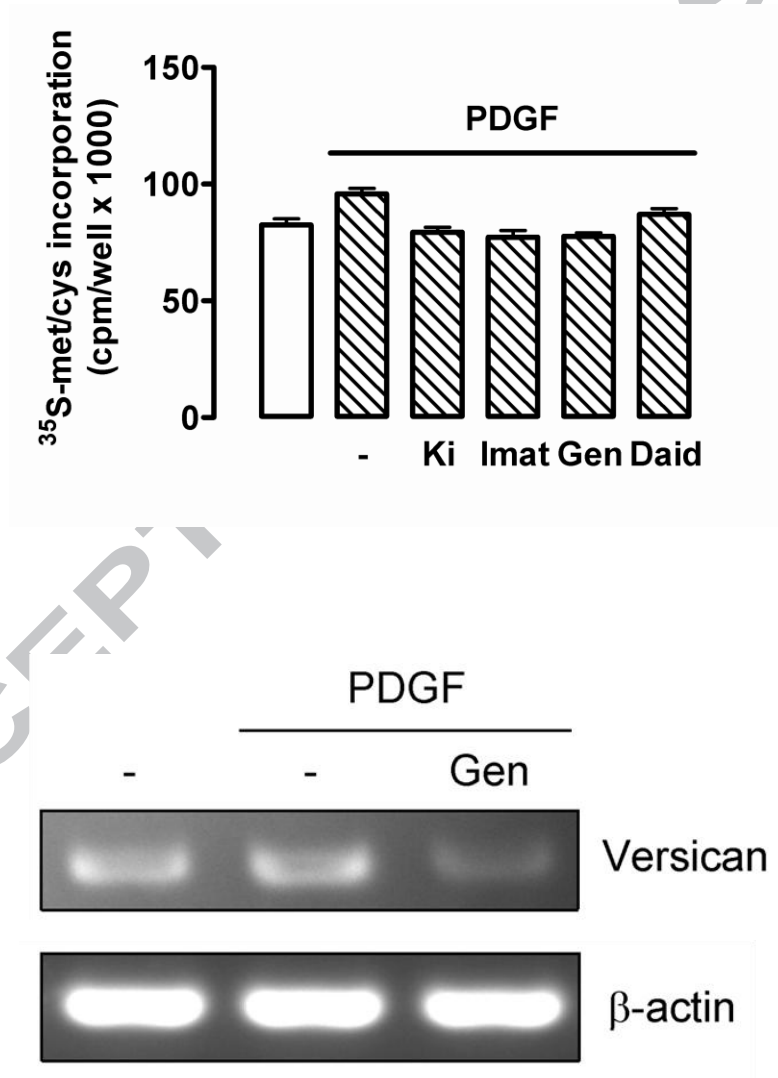 ³⁵S-met/cys incorporation
(cpm/well x 1000)
150
100
50
0
PDGF
- Ki Imat Gen Daid
CEPT
PDGF
- - Gen
Versican
β-actin